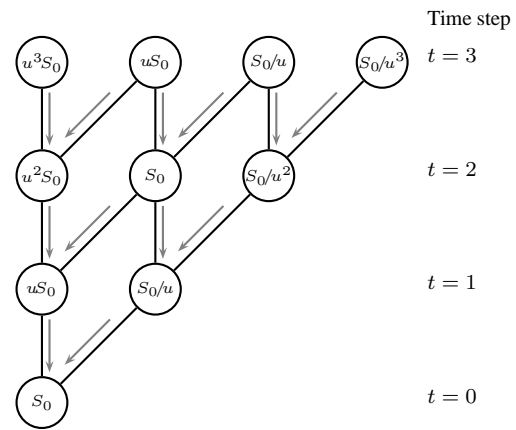 Time step
u³S₀ uS₀ S₀/u S₀/u³ t = 3
u²S₀ S₀ S₀/u² t = 2
uS₀ S₀/u t = 1
S₀ t = 0